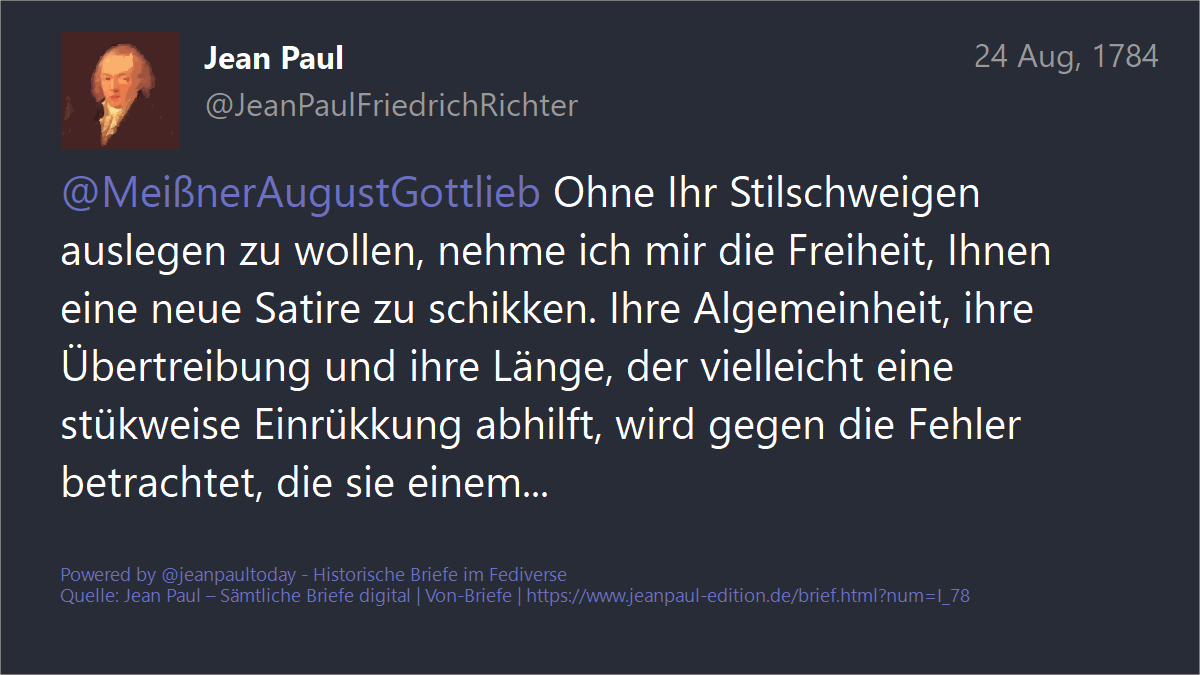 Jean Paul
24 Aug, 1784
@JeanPaulFriedrichRichter
@MeißnerAugustGottlieb Ohne Ihr Stilschweigen
auslegen zu wollen, nehme ich mir die Freiheit, Ihnen
eine neue Satire zu schikken. Ihre Algemeinheit, ihre
Übertreibung und ihre Länge, der vielleicht eine
stükweise Einrükkung abhilft, wird gegen die Fehler
betrachtet, die sie einem...
Powered by @jeanpaultoday - Historische Briefe im Fediverse
Quelle: Jean Paul – Sämtliche Briefe digital | Von-Briefe | https://www.jeanpaul-edition.de/brief.html?num=I_78